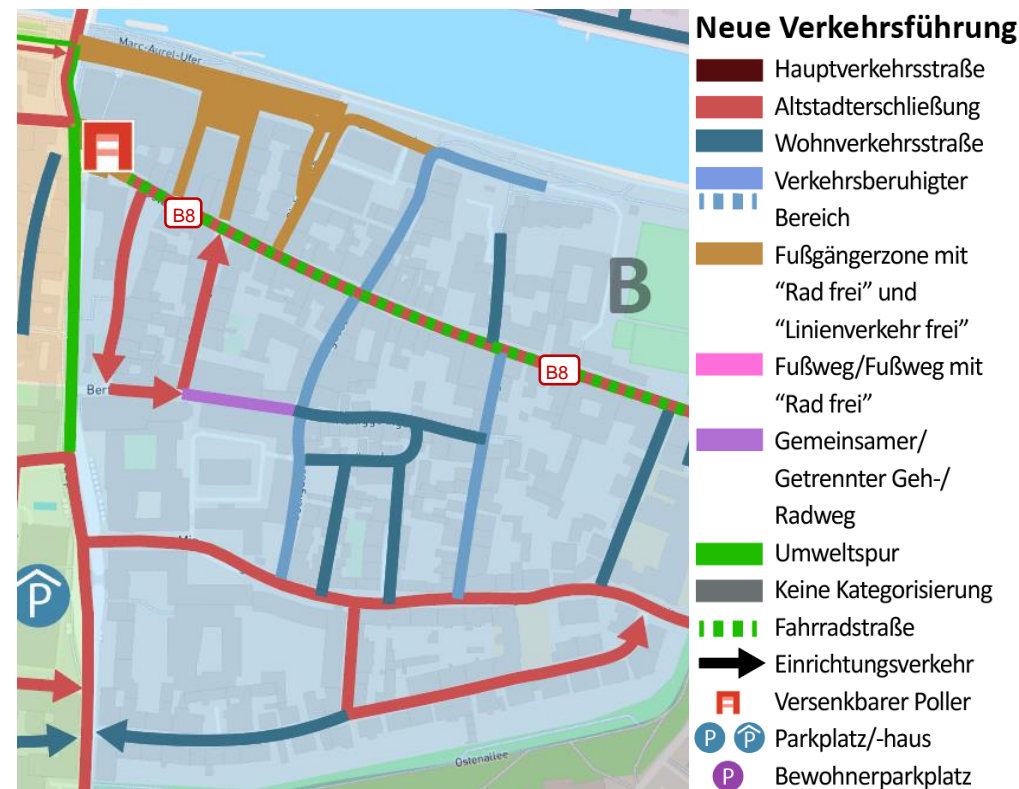 Neue Verkehrsführung
Hauptverkehrsstraße
Altstadterschließung
Wohnverkehrsstraße
Verkehrsberuhigter
Bereich
Fußgängerzone mit
“Rad frei” und
“Linienverkehr frei”
Fußweg/Fußweg mit
“Rad frei”
Gemeinsamer/
Getrennter Geh-/
Radweg
Umweltspur
Keine Kategorisierung
Fahrradstraße
Einrichtungsverkehr
Versenkbarer Poller
P P Parkplatz/-haus
P Bewohnerparkplatz
Marc-Aurel-Ufer
B8
B
B8
Ber
P
Ostenallee